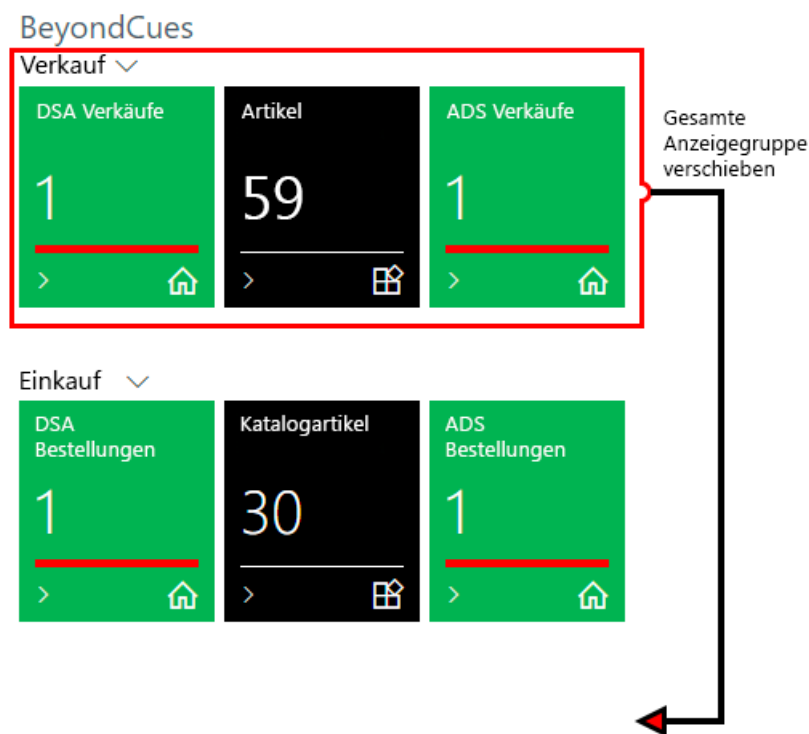 BeyondCues
Verkauf
DSA Verkäufe
1
Artikel
59
ADS Verkäufe
1
Gesamte
Anzeigegruppe
verschieben
Einkauf
DSA
Bestellungen
1
Katalogartikel
30
ADS
Bestellungen
1